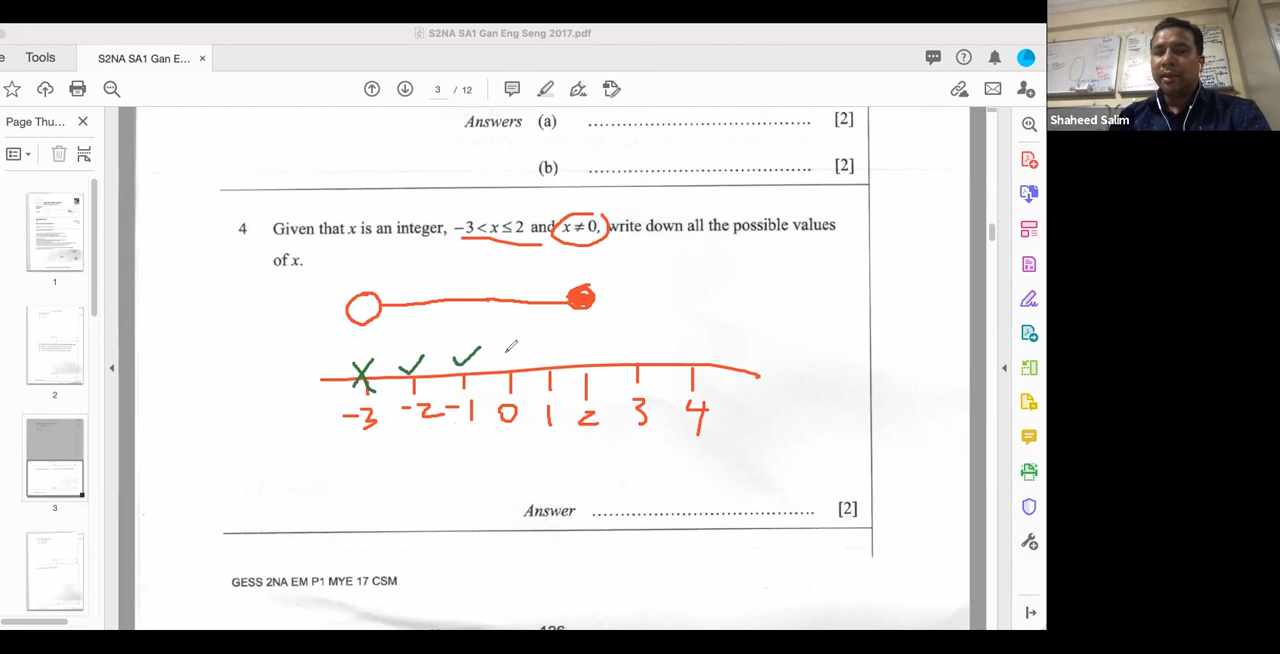 S2NA SA1 Gan Eng Seng 2017.pdf
Tools
S2NA SA1 Gan Eng S... ×
3 / 12
Page Thu...
Shaheed Salim
Answers (a) ........................................ [2]
(b) ........................................ [2]
4 Given that x is an integer, −3 < x ≤ 2 and x ≠ 0, write down all the possible values
of x.
-3 -2 -1 0 1 2 3 4
Answer ........................................ [2]
GESS 2NA EM P1 MYE 17 CSM
1
2
3